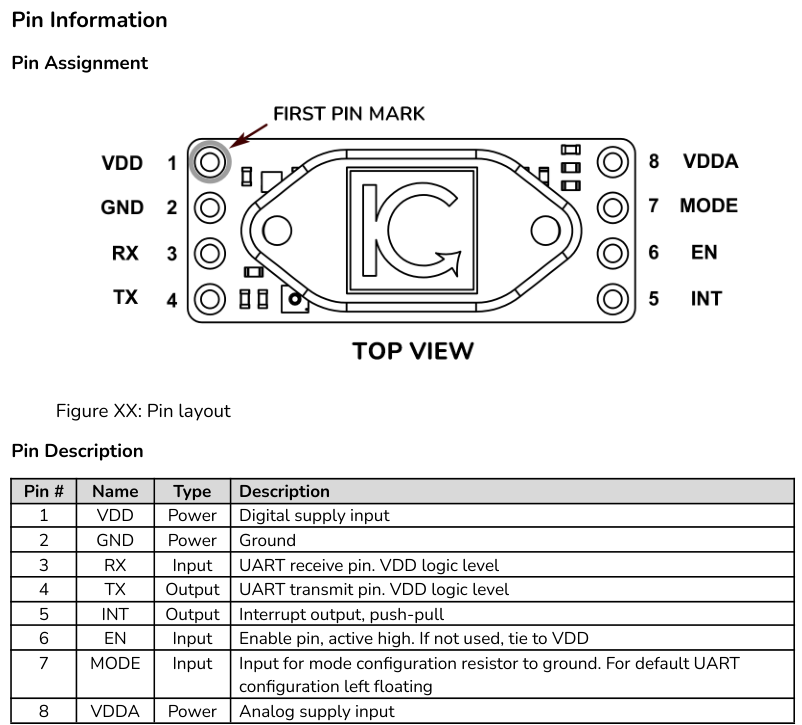 Pin Information
Pin Assignment
FIRST PIN MARK
VDD 1 8 VDDA
GND 2 7 MODE
RX 3 6 EN
TX 4 5 INT
TOP VIEW
Figure XX: Pin layout
Pin Description
Pin # Name Type Description
1 VDD Power Digital supply input
2 GND Power Ground
3 RX Input UART receive pin. VDD logic level
4 TX Output UART transmit pin. VDD logic level
5 INT Output Interrupt output, push-pull
6 EN Input Enable pin, active high. If not used, tie to VDD
7 MODE Input Input for mode configuration resistor to ground. For default UART
configuration left floating
8 VDDA Power Analog supply input